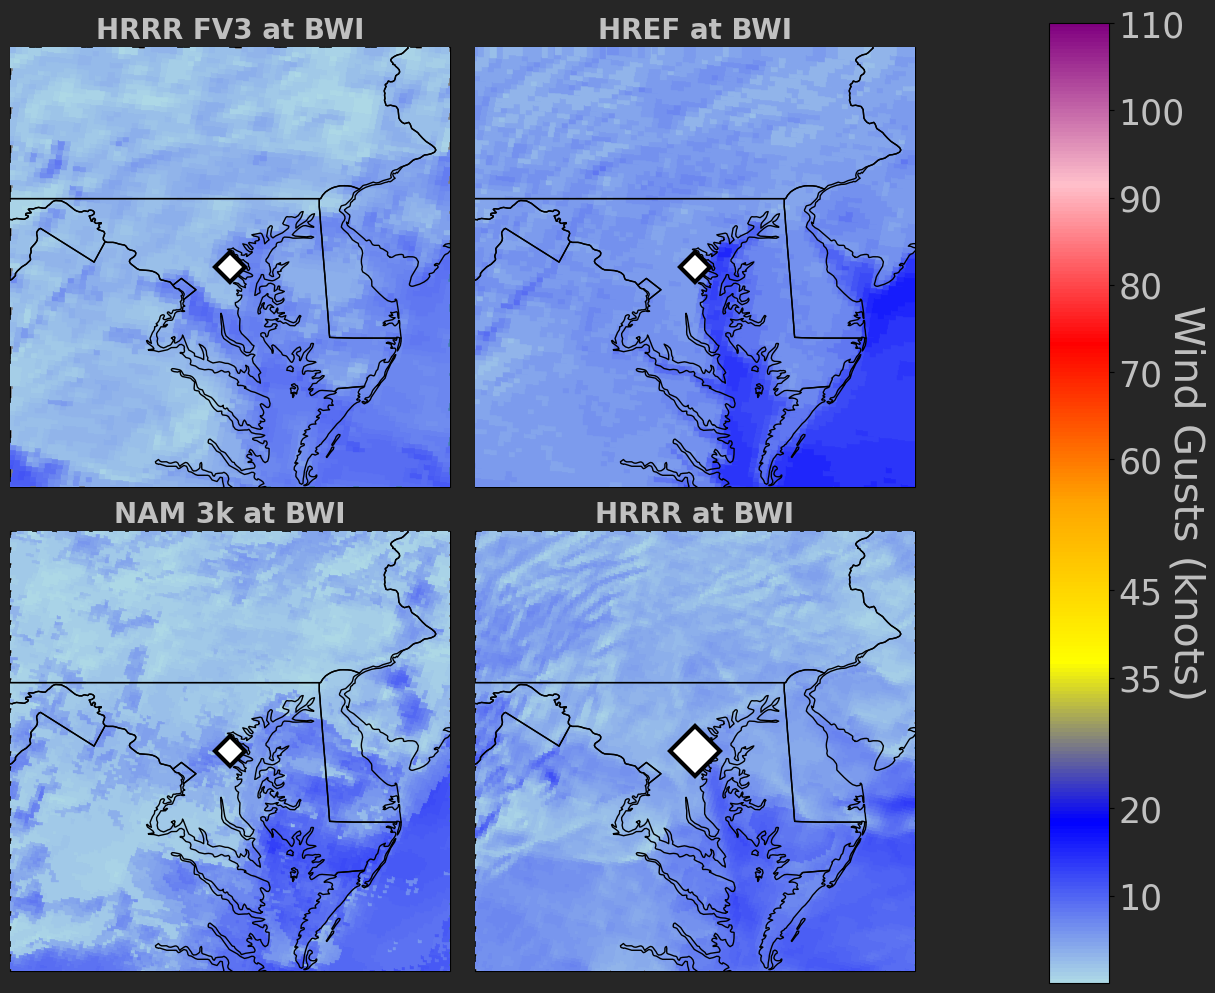 HRRR FV3 at BWI
HREF at BWI
NAM 3k at BWI
HRRR at BWI
110
100
90
80
70
60
45
35
20
10
Wind Gusts (knots)